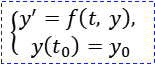 y′ = f(t, y),
y(t₀) = y₀